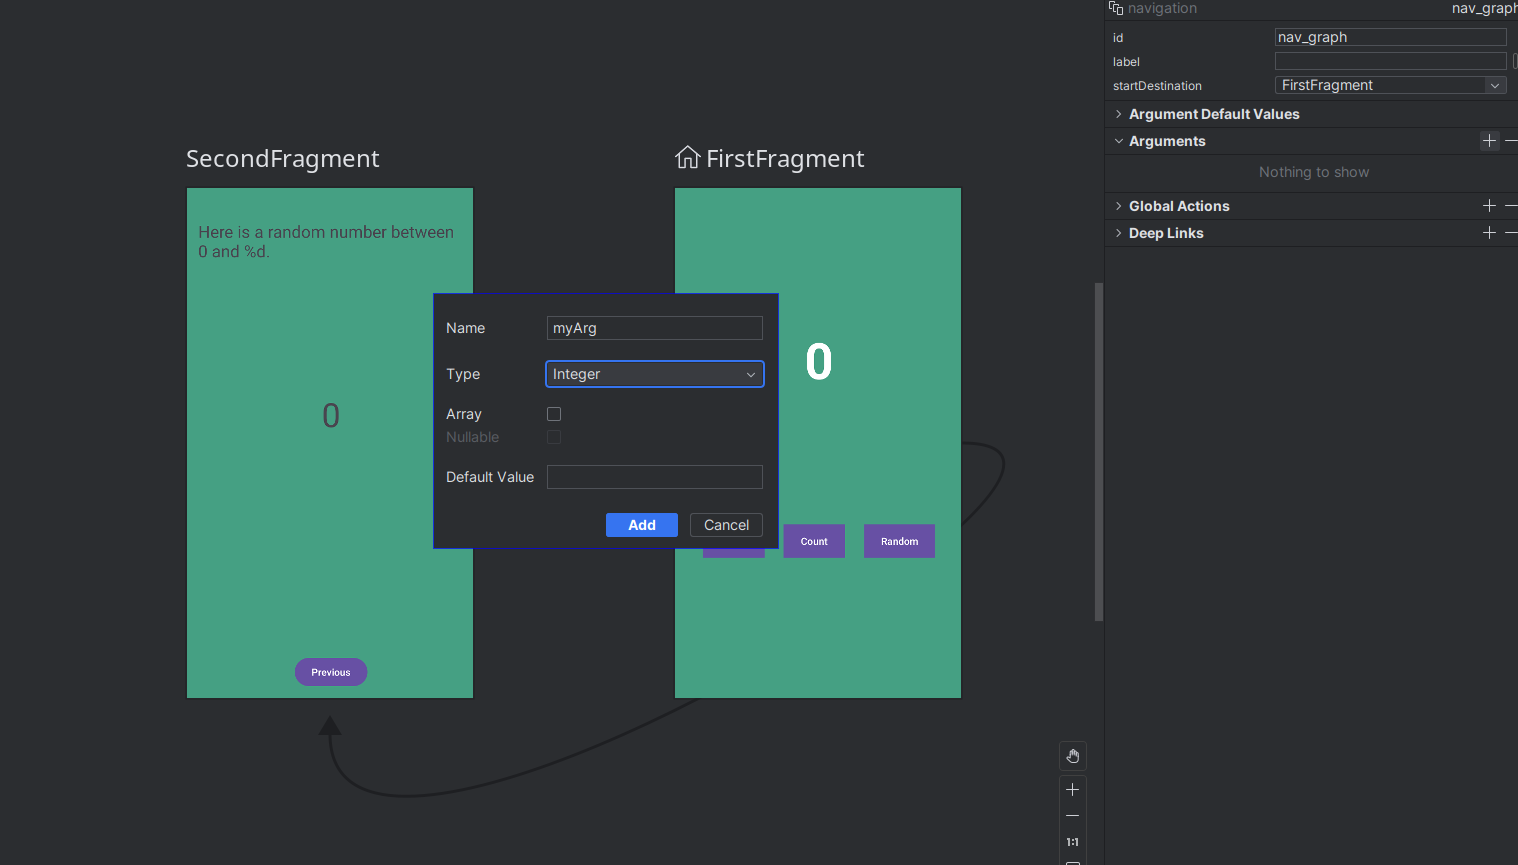 navigation
nav_graph
id
nav_graph
label
startDestination
FirstFragment
Argument Default Values
Arguments
Nothing to show
Global Actions
Deep Links
SecondFragment
Here is a random number between
0 and %d.
0
Previous
FirstFragment
0
Count
Random
Name
myArg
Type
Integer
Array
Nullable
Default Value
Add
Cancel
1:1